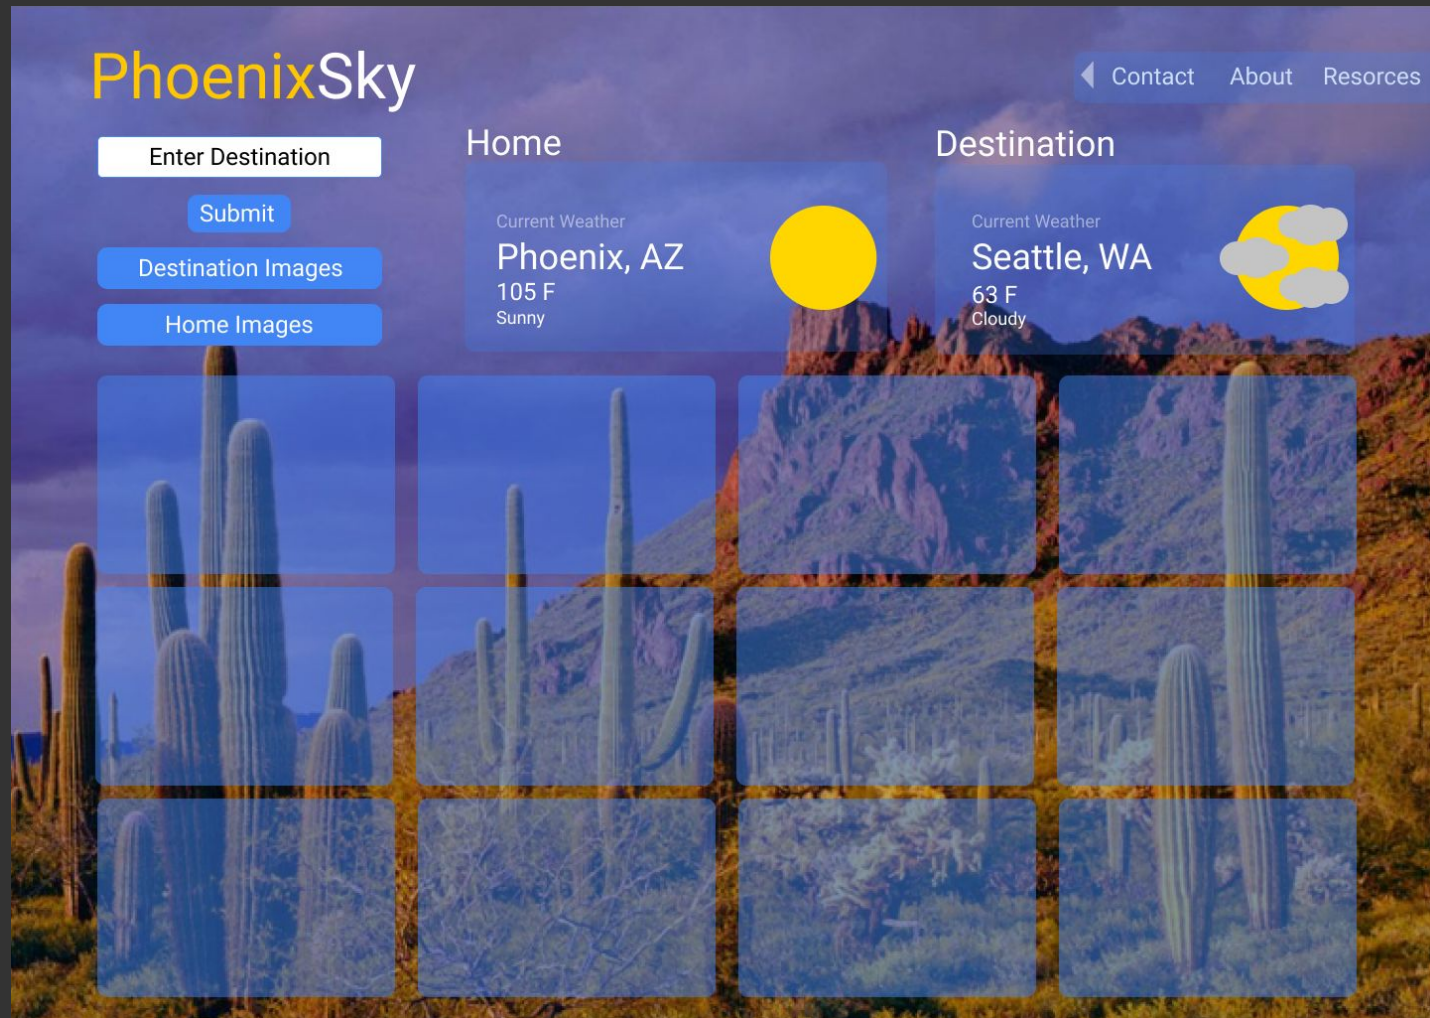 PhoenixSky
Contact About Resorces
Enter Destination
Submit
Destination Images
Home Images
Home
Current Weather
Phoenix, AZ
105 F
Sunny
Destination
Current Weather
Seattle, WA
63 F
Cloudy